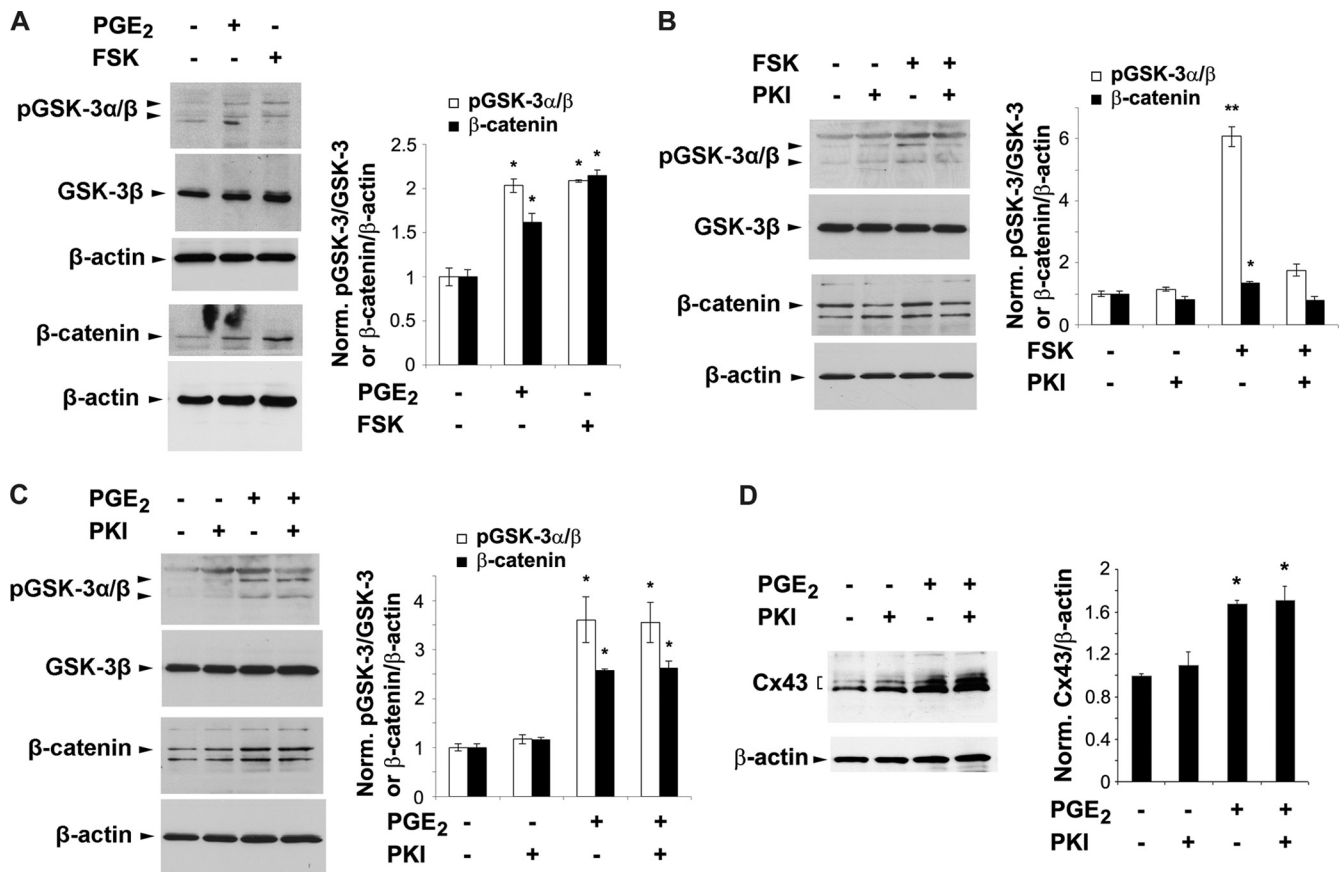 A
PGE2 - + -
FSK - - +
pGSK-3α/β
GSK-3β
β-actin
β-catenin
β-actin
pGSK-3α/β
β-catenin
Norm. pGSK-3/GSK-3
or β-catenin/β-actin
2.5
2
1.5
1
0.5
0
* * * *
PGE2 - + -
FSK - - +
B
FSK - - + +
PKI - + - +
pGSK-3α/β
GSK-3β
β-catenin
β-actin
pGSK-3α/β
β-catenin
Norm. pGSK-3/GSK-3
or β-catenin/β-actin
6
4
2
0
** *
FSK - - + +
PKI - + - +
C
PGE2 - - + +
PKI - + - +
pGSK-3α/β
GSK-3β
β-catenin
β-actin
pGSK-3α/β
β-catenin
Norm. pGSK-3/GSK-3
or β-catenin/β-actin
4
3
2
1
0
* * * *
PGE2 - - + +
PKI - + - +
D
PGE2 - - + +
PKI - + - +
Cx43
β-actin
Norm. Cx43/β-actin
2
1.6
1.2
0.8
0.4
0
* *
PGE2 - - + +
PKI - + - +